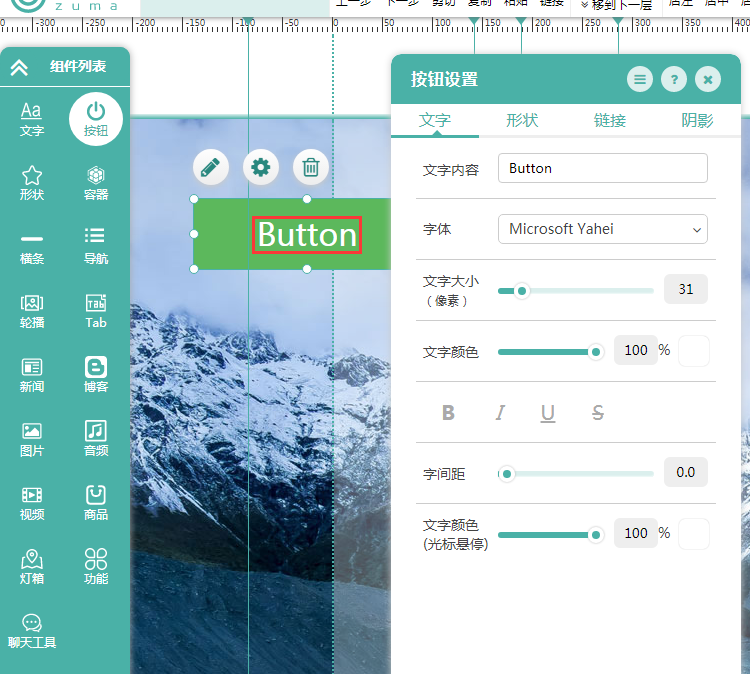 zuma
上一步 下一步 剪切 复制 粘贴 链接 移到下一层 居左 居中
-300 -250 -200 -150 -100 -50 0 50 100 150 200 250 300 350 400
组件列表
Aa
文字 按钮
形状 容器
横条 导航
Tab
轮播 Tab
新闻 博客
图片 音频
视频 商品
灯箱 功能
聊天工具
Button
按钮设置
?
文字 形状 链接 阴影
文字内容 Button
字体 Microsoft Yahei
文字大小
(像素) 31
文字颜色 100 %
B I U S
字间距 0.0
文字颜色
(光标悬停) 100 %